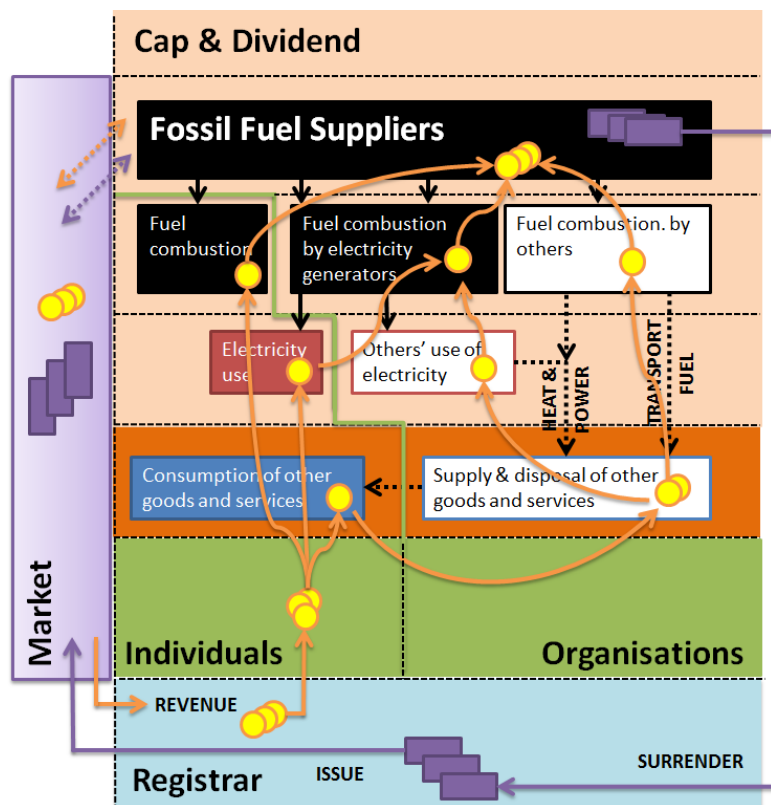 Cap & Dividend
Fossil Fuel Suppliers
Fuel
combustion
Fuel combustion
by electricity
generators
Fuel combustion. by
others
Electricity
use
Others' use of
electricity
HEAT &
POWER
TRANSPORT
FUEL
Consumption of other
goods and services
Supply & disposal of other
goods and services
Market
Individuals
Organisations
REVENUE
ISSUE
SURRENDER
Registrar